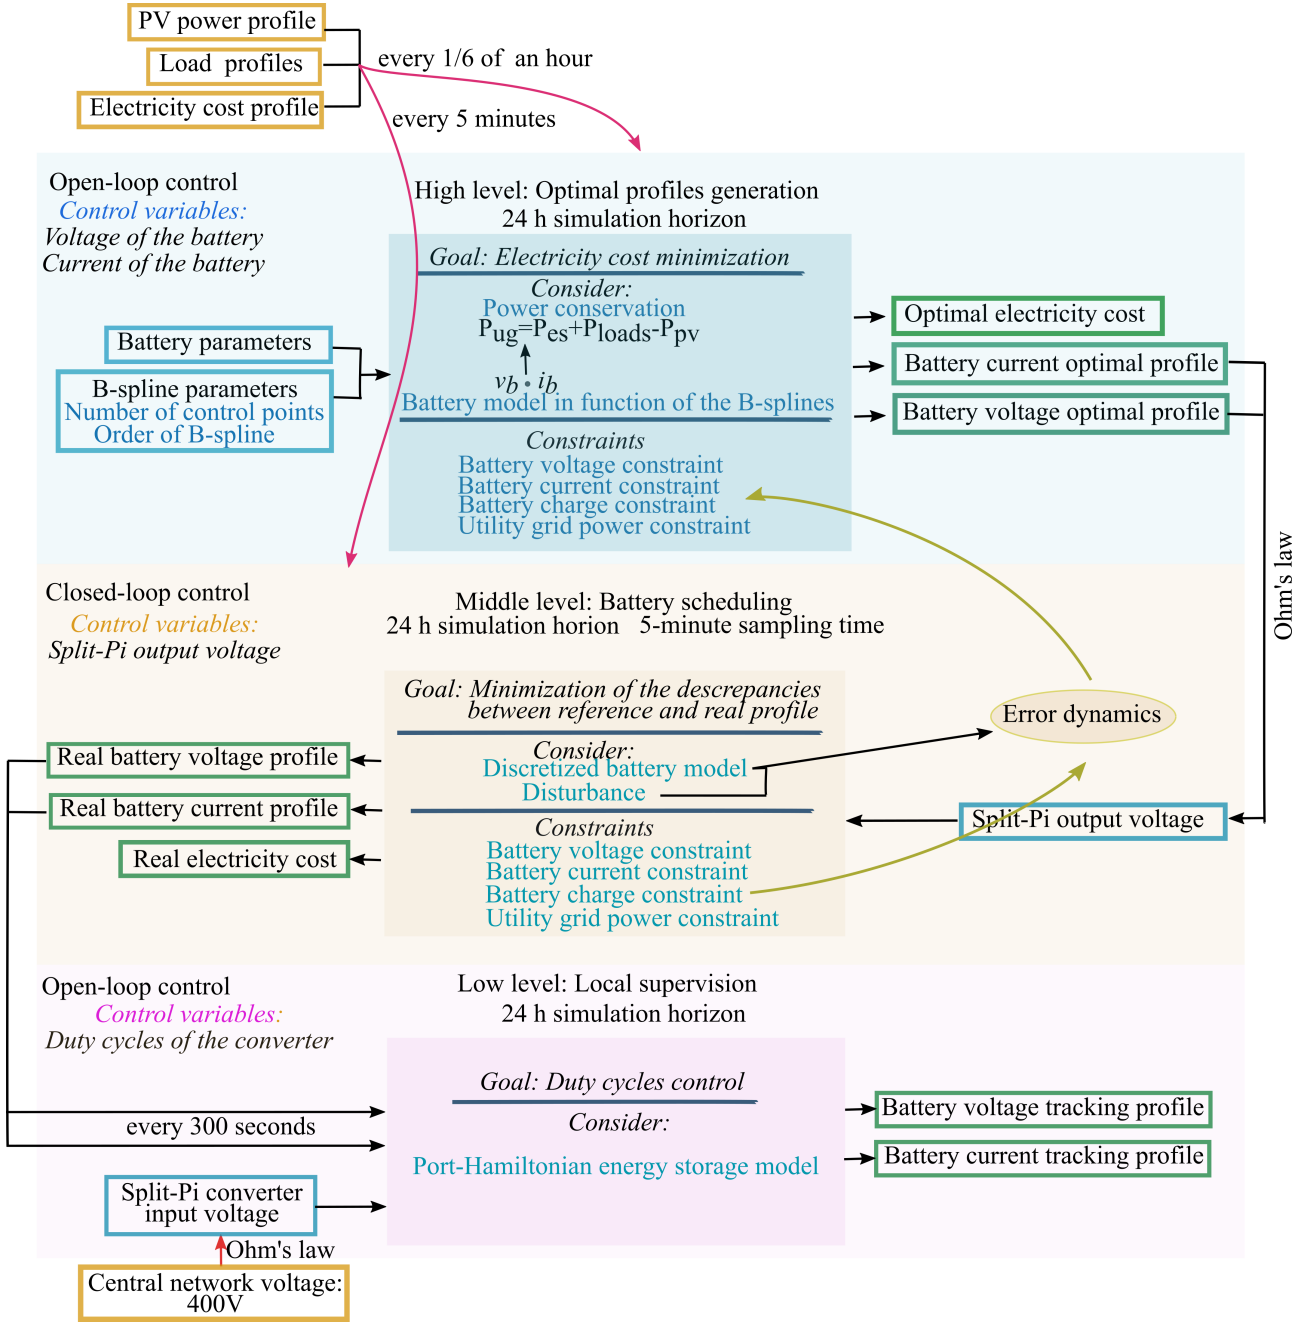 PV power profile
Load profiles
Electricity cost profile
every 1/6 of an hour
every 5 minutes
Open-loop control
Control variables:
Voltage of the battery
Current of the battery
High level: Optimal profiles generation
24 h simulation horizon
Goal: Electricity cost minimization
Consider:
Power conservation
Pug=Pes+Ploads-Ppv
vb · ib
Battery model in function of the B-splines
Constraints
Battery voltage constraint
Battery current constraint
Battery charge constraint
Utility grid power constraint
Battery parameters
B-spline parameters
Number of control points
Order of B-spline
Optimal electricity cost
Battery current optimal profile
Battery voltage optimal profile
Ohm's law
Closed-loop control
Control variables:
Split-Pi output voltage
Middle level: Battery scheduling
24 h simulation horion 5-minute sampling time
Goal: Minimization of the descrepancies
between reference and real profile
Consider:
Discretized battery model
Disturbance
Constraints
Battery voltage constraint
Battery current constraint
Battery charge constraint
Utility grid power constraint
Error dynamics
Split-Pi output voltage
Real battery voltage profile
Real battery current profile
Real electricity cost
Open-loop control
Control variables:
Duty cycles of the converter
Low level: Local supervision
24 h simulation horizon
Goal: Duty cycles control
Consider:
Port-Hamiltonian energy storage model
every 300 seconds
Battery voltage tracking profile
Battery current tracking profile
Split-Pi converter
input voltage
Ohm's law
Central network voltage:
400V